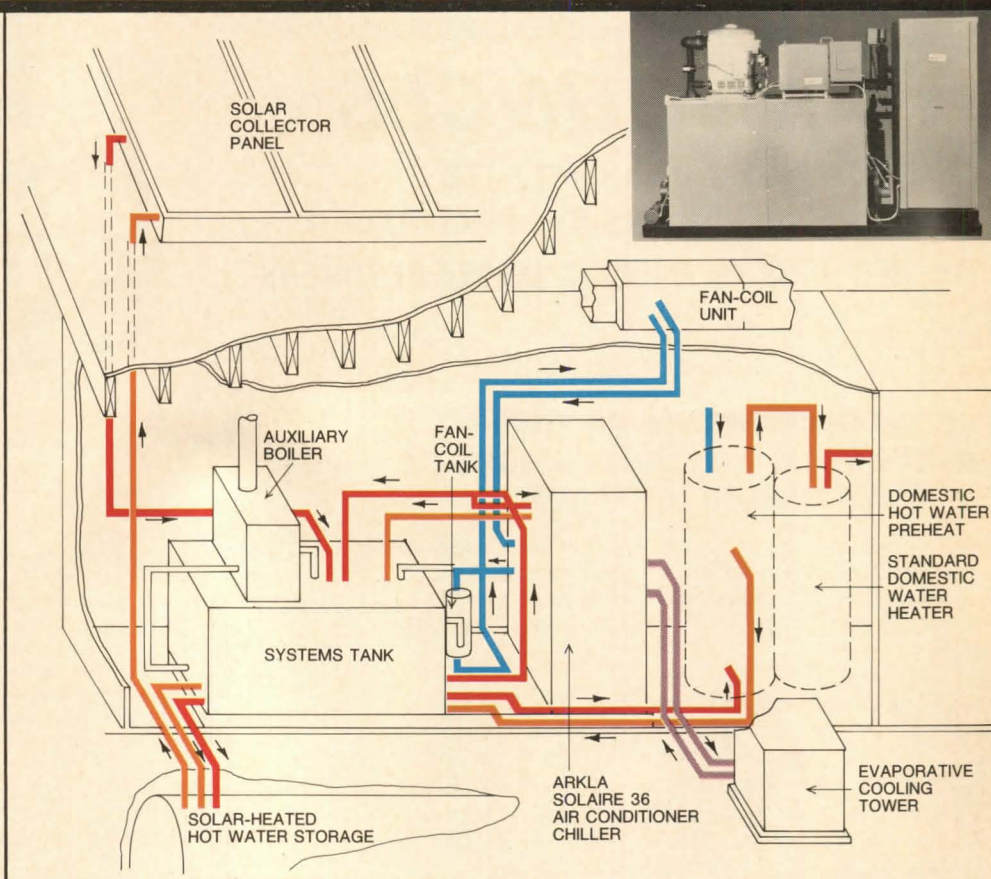 SOLAR
COLLECTOR
PANEL
FAN-COIL
UNIT
AUXILIARY
BOILER
FAN-
COIL
TANK
DOMESTIC
HOT WATER
PREHEAT
STANDARD
DOMESTIC
WATER
HEATER
SYSTEMS TANK
ARKLA
SOLAIRE 36
AIR CONDITIONER
CHILLER
EVAPORATIVE
COOLING
TOWER
SOLAR-HEATED
HOT WATER STORAGE